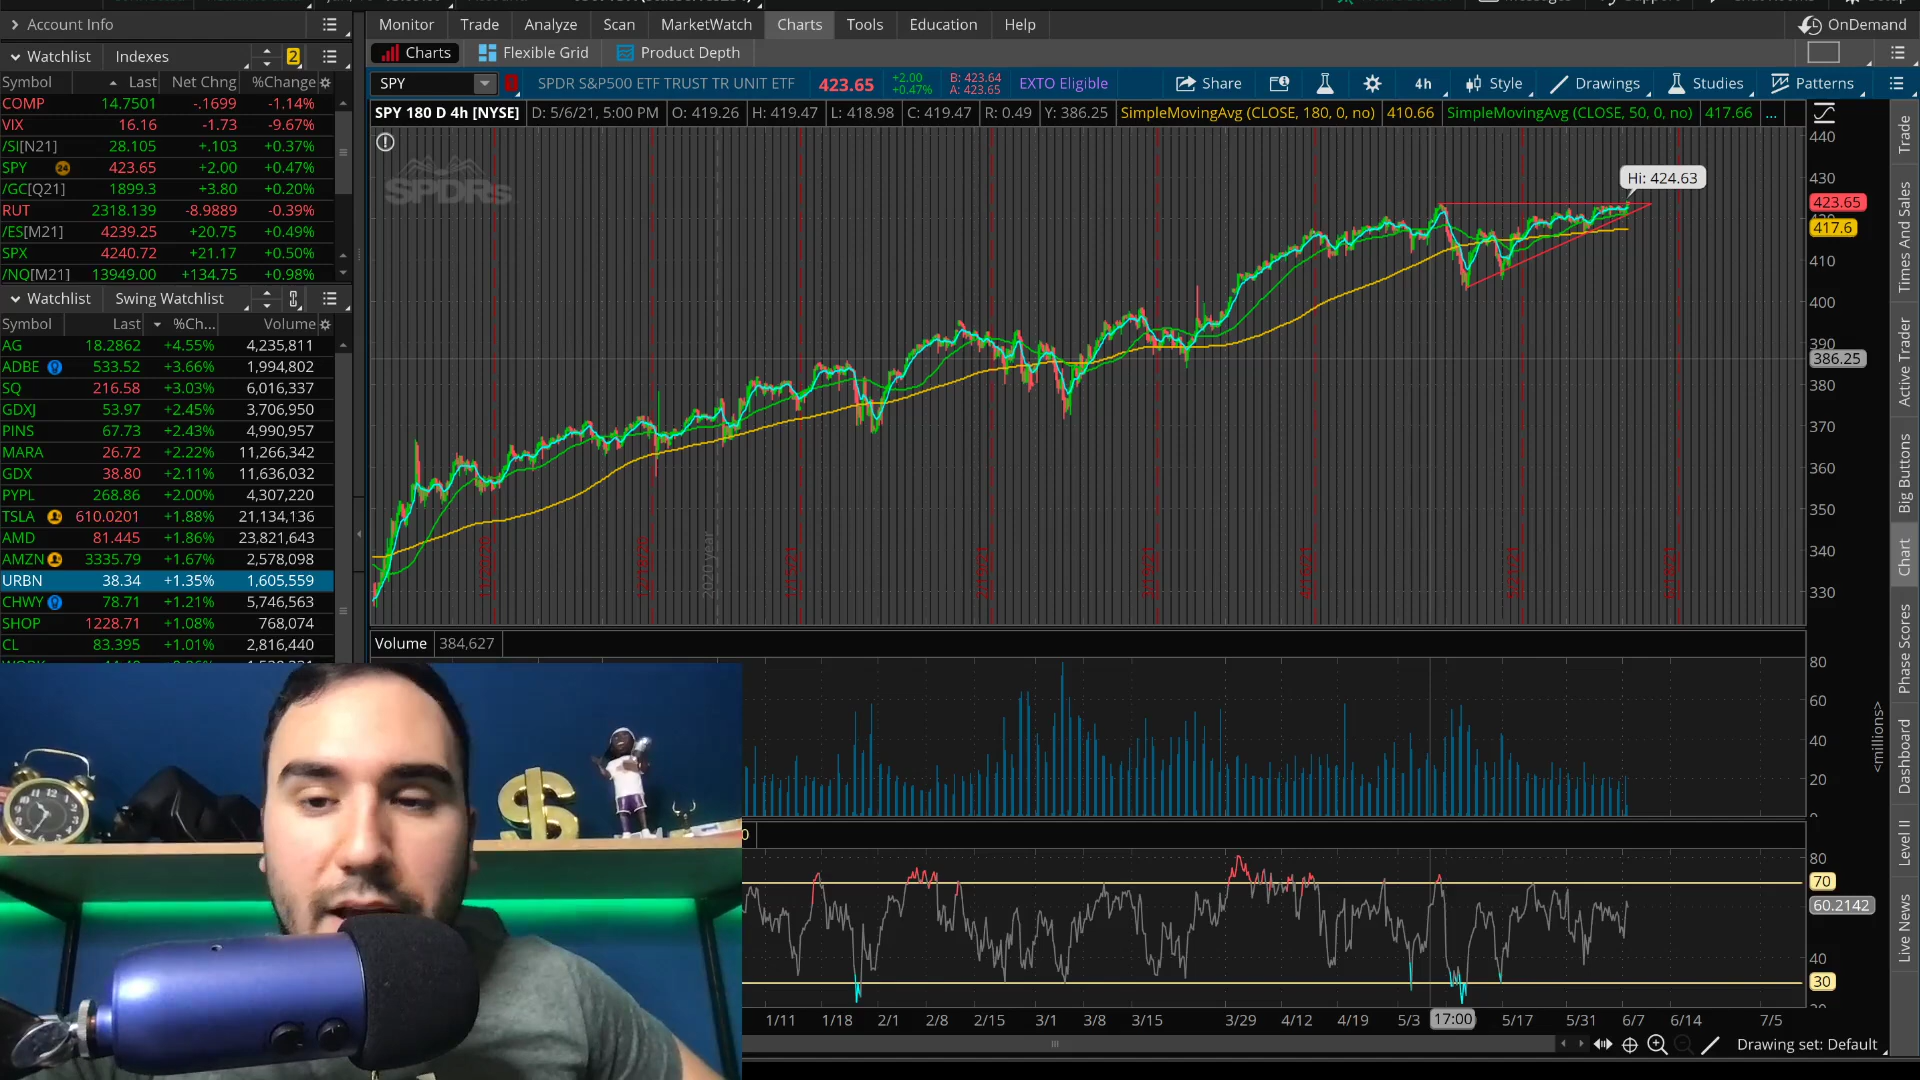 Account Info
Monitor Trade Analyze Scan MarketWatch Charts Tools Education Help
OnDemand
Watchlist Indexes 2
Charts Flexible Grid Product Depth
Symbol Last Net Chng %Change
COMP 14.7501 -.1699 -1.14%
VIX 16.16 -1.73 -9.67%
/SI[N21] 28.105 +.103 +0.37%
SPY 24 423.65 +2.00 +0.47%
/GC[Q21] 1899.3 +3.80 +0.20%
RUT 2318.139 -8.9889 -0.39%
/ES[M21] 4239.25 +20.75 +0.49%
SPX 4240.72 +21.17 +0.50%
/NQ[M21] 13949.00 +134.75 +0.98%
Watchlist Swing Watchlist
Symbol Last %Ch... Volume
AG 18.2862 +4.55% 4,235,811
ADBE 533.52 +3.66% 1,994,802
SQ 216.58 +3.03% 6,016,337
GDXJ 53.97 +2.45% 3,706,950
PINS 67.73 +2.43% 4,990,957
MARA 26.72 +2.22% 11,266,342
GDX 38.80 +2.11% 11,636,032
PYPL 268.86 +2.00% 4,307,220
TSLA 610.0201 +1.88% 21,134,136
AMD 81.445 +1.86% 23,821,643
AMZN 3335.79 +1.67% 2,578,098
URBN 38.34 +1.35% 1,605,559
CHWY 78.71 +1.21% 5,746,563
SHOP 1228.71 +1.08% 768,074
CL 83.395 +1.01% 2,816,440
SPY SPDR S&P500 ETF TRUST TR UNIT ETF 423.65 +2.00 +0.47% B: 423.64 A: 423.65 EXTO Eligible Share 4h Style Drawings Studies Patterns
SPY 180 D 4h [NYSE] D: 5/6/21, 5:00 PM O: 419.26 H: 419.47 L: 418.98 C: 419.47 R: 0.49 Y: 386.25 SimpleMovingAvg (CLOSE, 180, 0, no) 410.66 SimpleMovingAvg (CLOSE, 50, 0, no) 417.66 ...
SPDRs
Hi: 424.63
440
430
423.65
417.6
410
400
390
386.25
380
370
360
350
340
330
2020 year
Volume 384,627
80
60
40
20
<millions>
80
70
60.2142
40
30
1/11 1/18 2/1 2/8 2/15 3/1 3/8 3/15 3/29 4/12 4/19 5/3 17:00 5/17 5/31 6/7 6/14 7/5
Drawing set: Default
Trade
Times And Sales
Active Trader
Big Buttons
Chart
Phase Scores
Dashboard
Level II
Live News